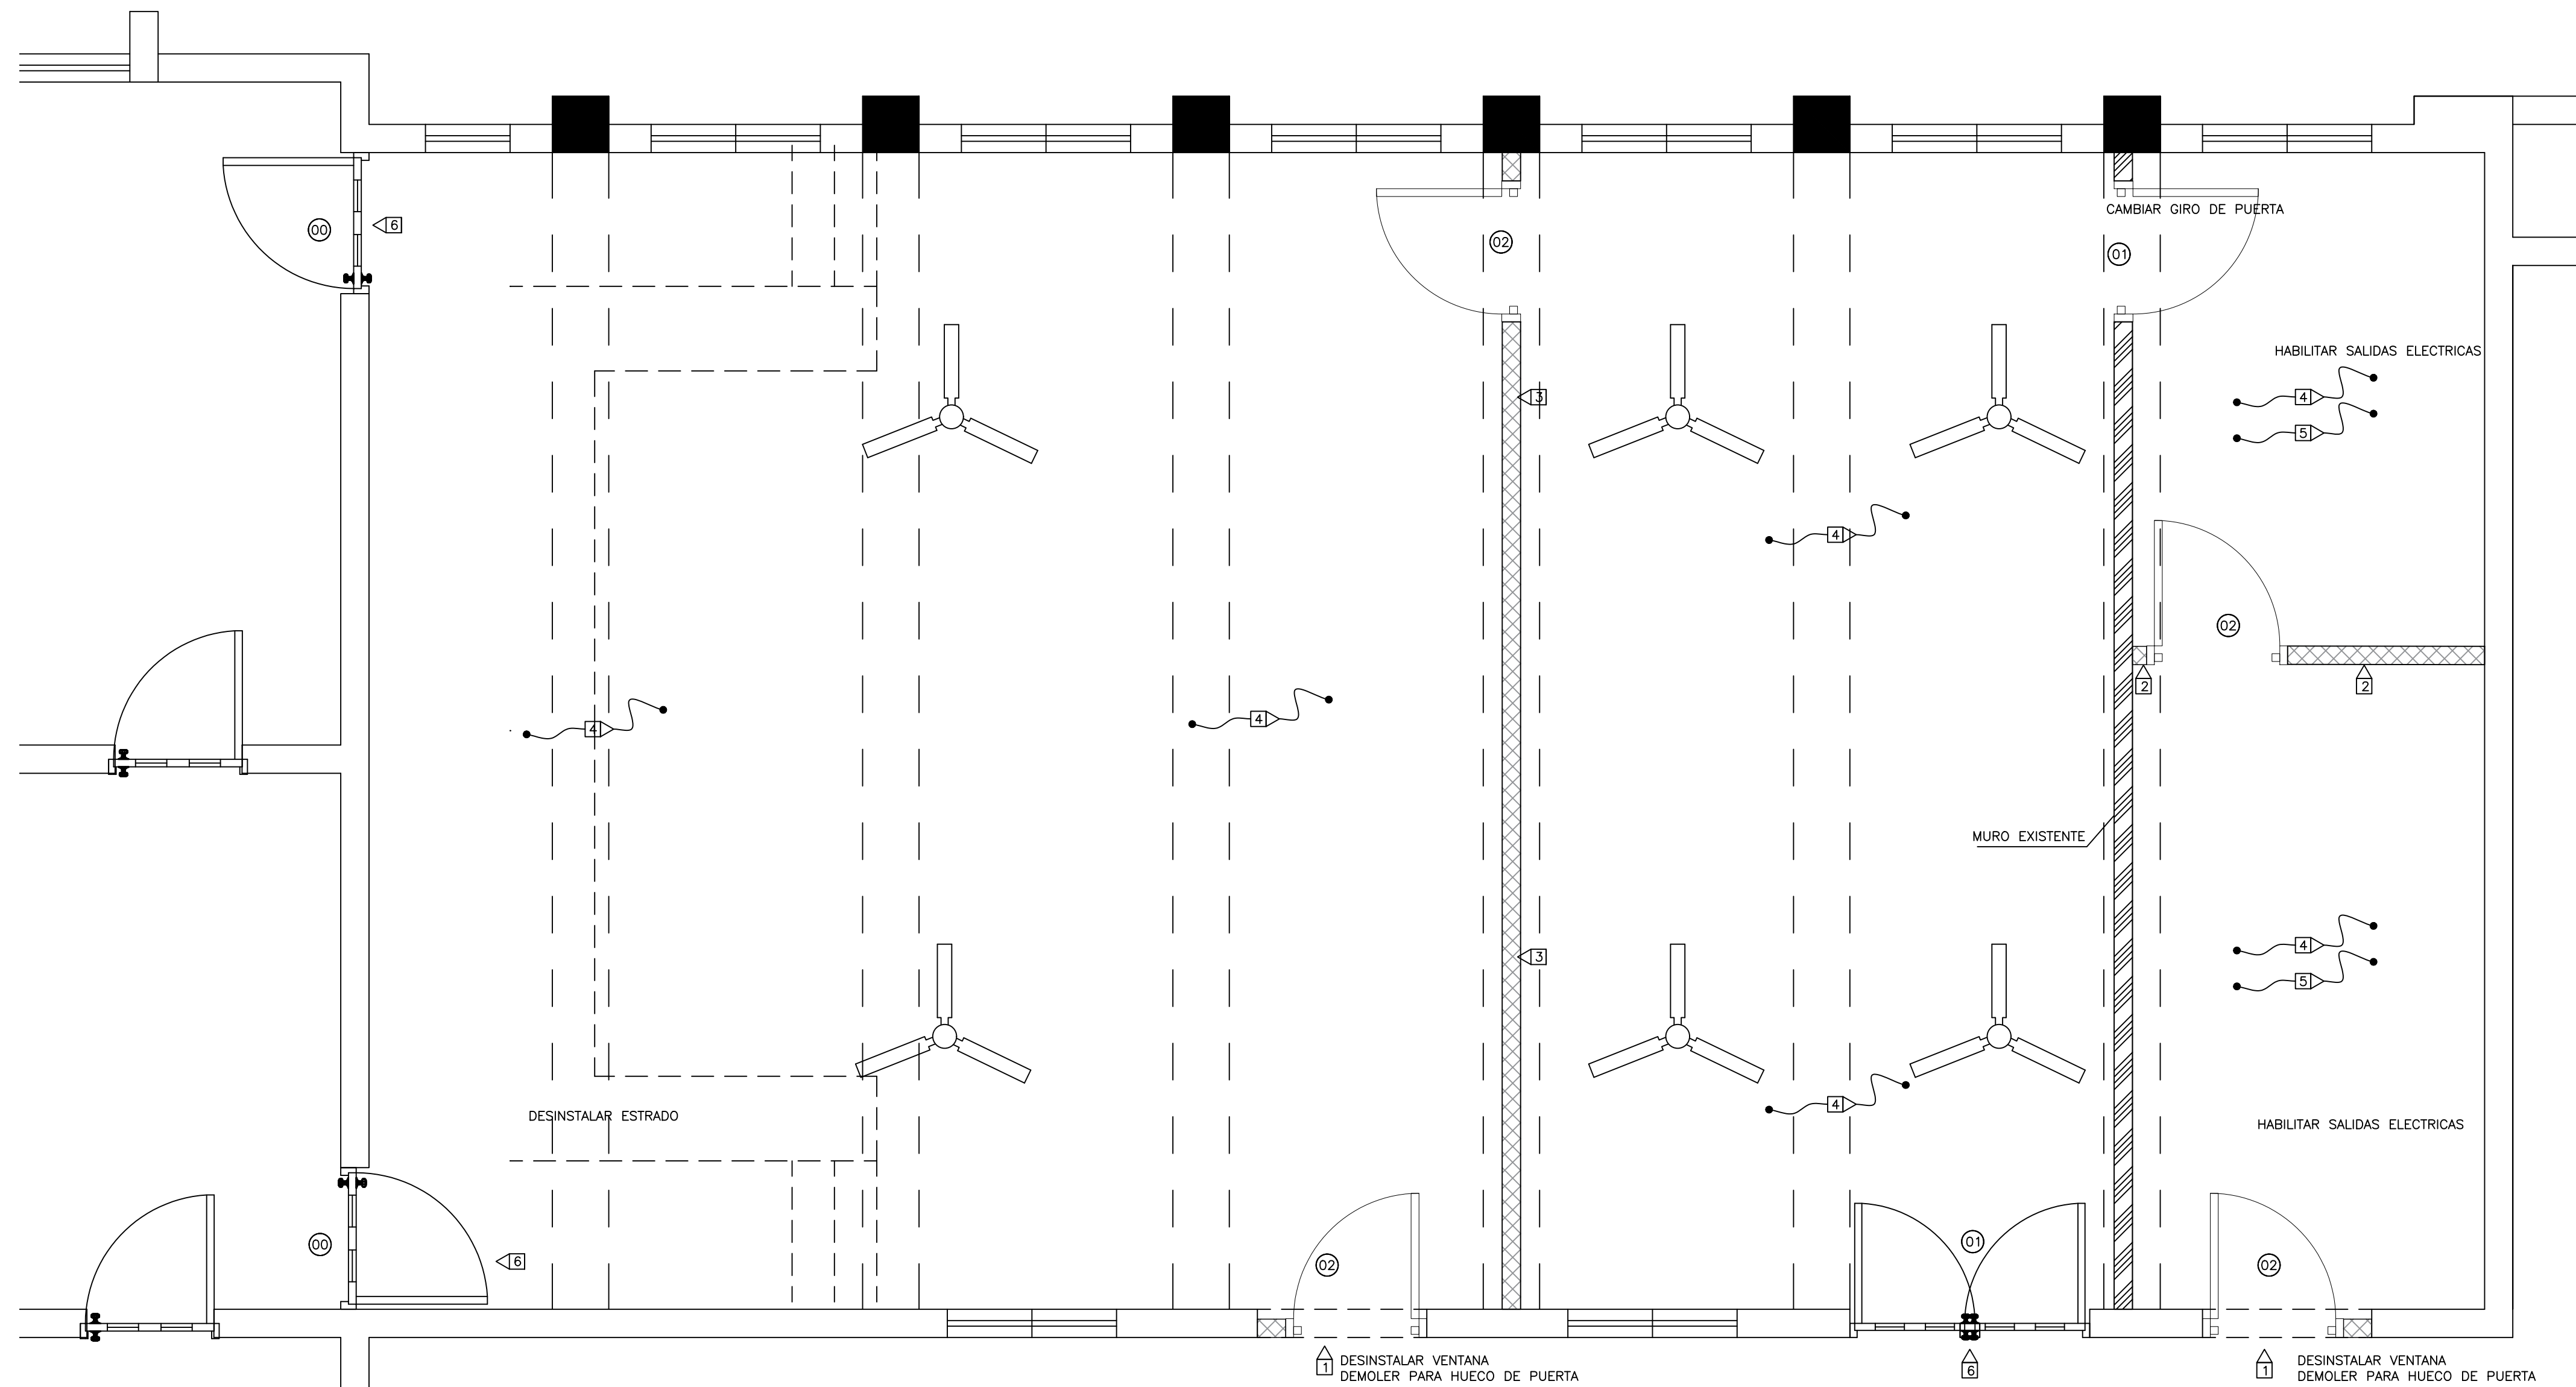 CAMBIAR GIRO DE PUERTA
00
6
02
01
HABILITAR SALIDAS ELECTRICAS
4
5
3
4
02
2
2
4
4
MURO EXISTENTE
3
4
5
4
DESINSTALAR ESTRADO
HABILITAR SALIDAS ELECTRICAS
00
6
02
01
02
1
DESINSTALAR VENTANA
DEMOLER PARA HUECO DE PUERTA
6
1
DESINSTALAR VENTANA
DEMOLER PARA HUECO DE PUERTA